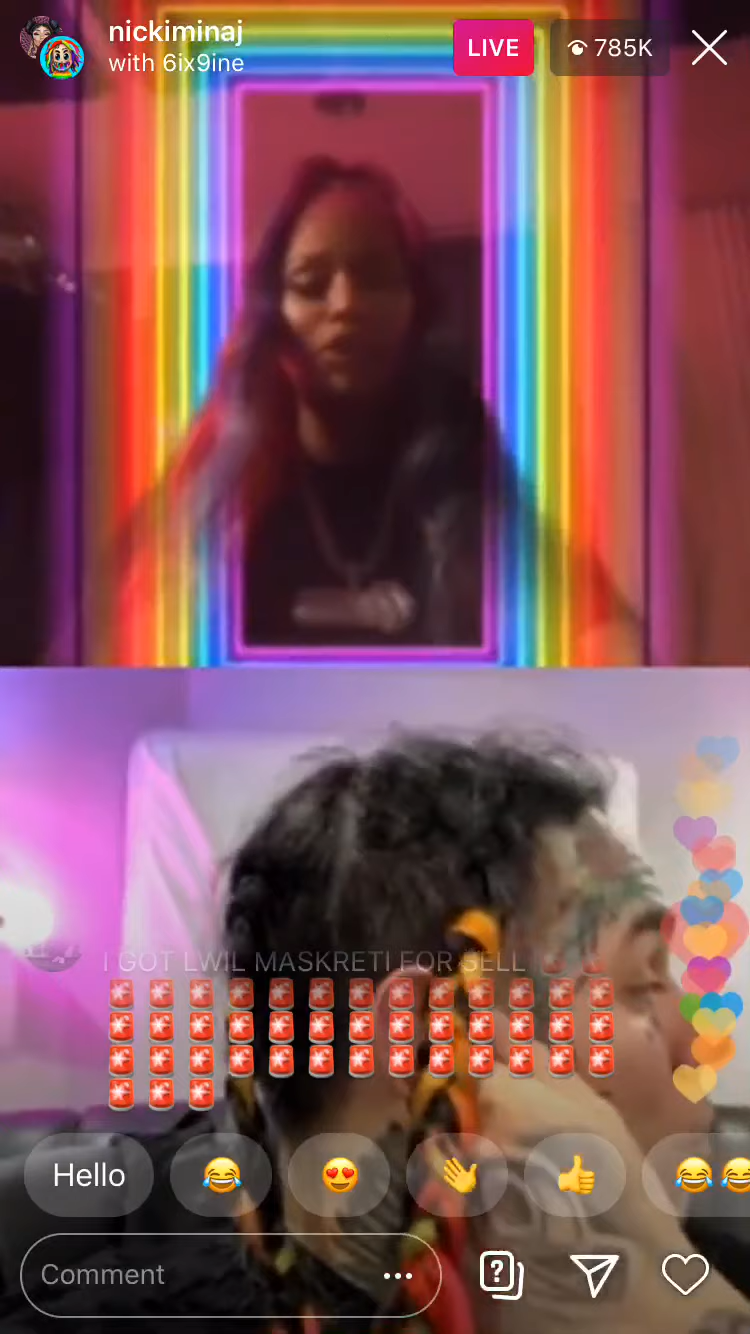 nickiminaj
with 6ix9ine
LIVE
785K
I GOT LWIL MASKRETI FOR SELL
Hello
Comment